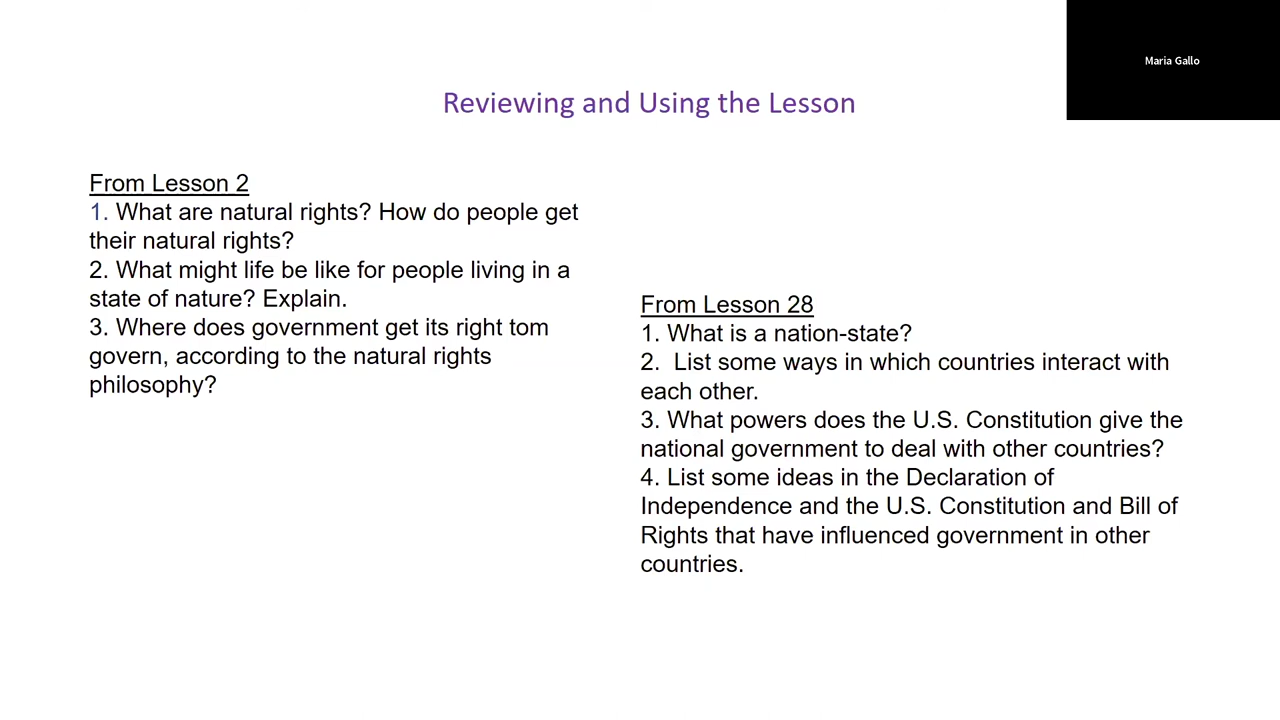 Maria Gallo
Reviewing and Using the Lesson
From Lesson 2
1. What are natural rights? How do people get
their natural rights?
2. What might life be like for people living in a
state of nature? Explain.
3. Where does government get its right tom
govern, according to the natural rights
philosophy?
From Lesson 28
1. What is a nation-state?
2.  List some ways in which countries interact with
each other.
3. What powers does the U.S. Constitution give the
national government to deal with other countries?
4. List some ideas in the Declaration of
Independence and the U.S. Constitution and Bill of
Rights that have influenced government in other
countries.